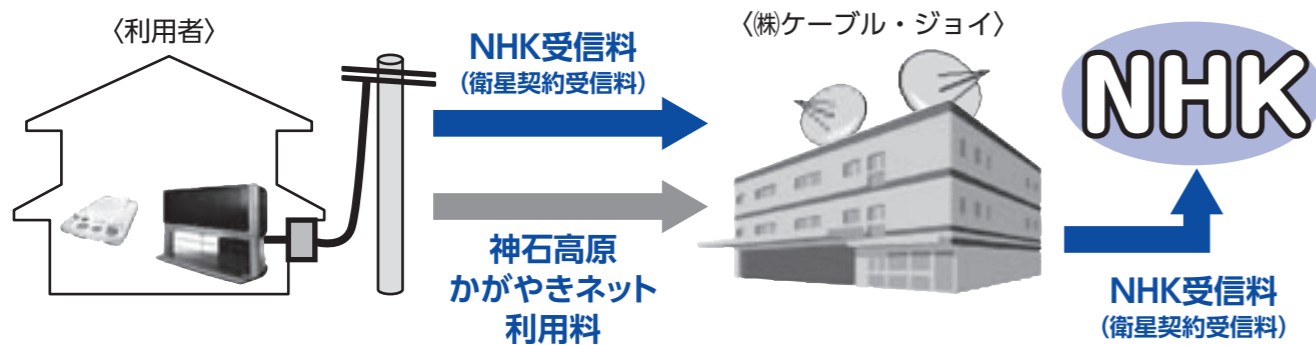 〈利用者〉
NHK受信料
(衛星契約受信料)
〈㈱ケーブル・ジョイ〉
NHK
神石高原
かがやきネット
利用料
NHK受信料
(衛星契約受信料)